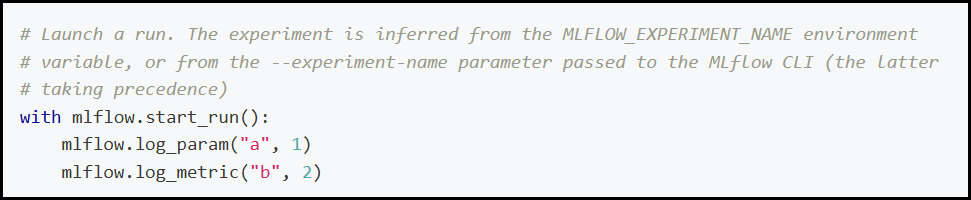 # Launch a run. The experiment is inferred from the MLFLOW_EXPERIMENT_NAME environment
# variable, or from the --experiment-name parameter passed to the MLflow CLI (the latter
# taking precedence)
with mlflow.start_run():
    mlflow.log_param("a", 1)
    mlflow.log_metric("b", 2)